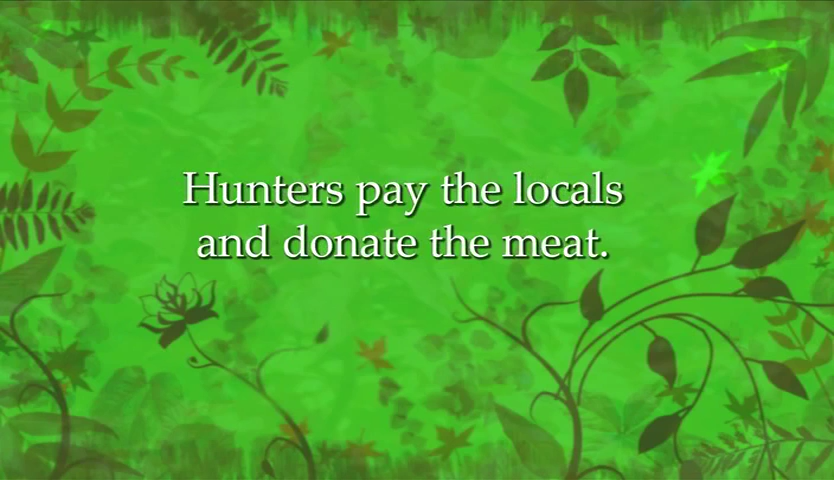 Hunters pay the locals
and donate the meat.